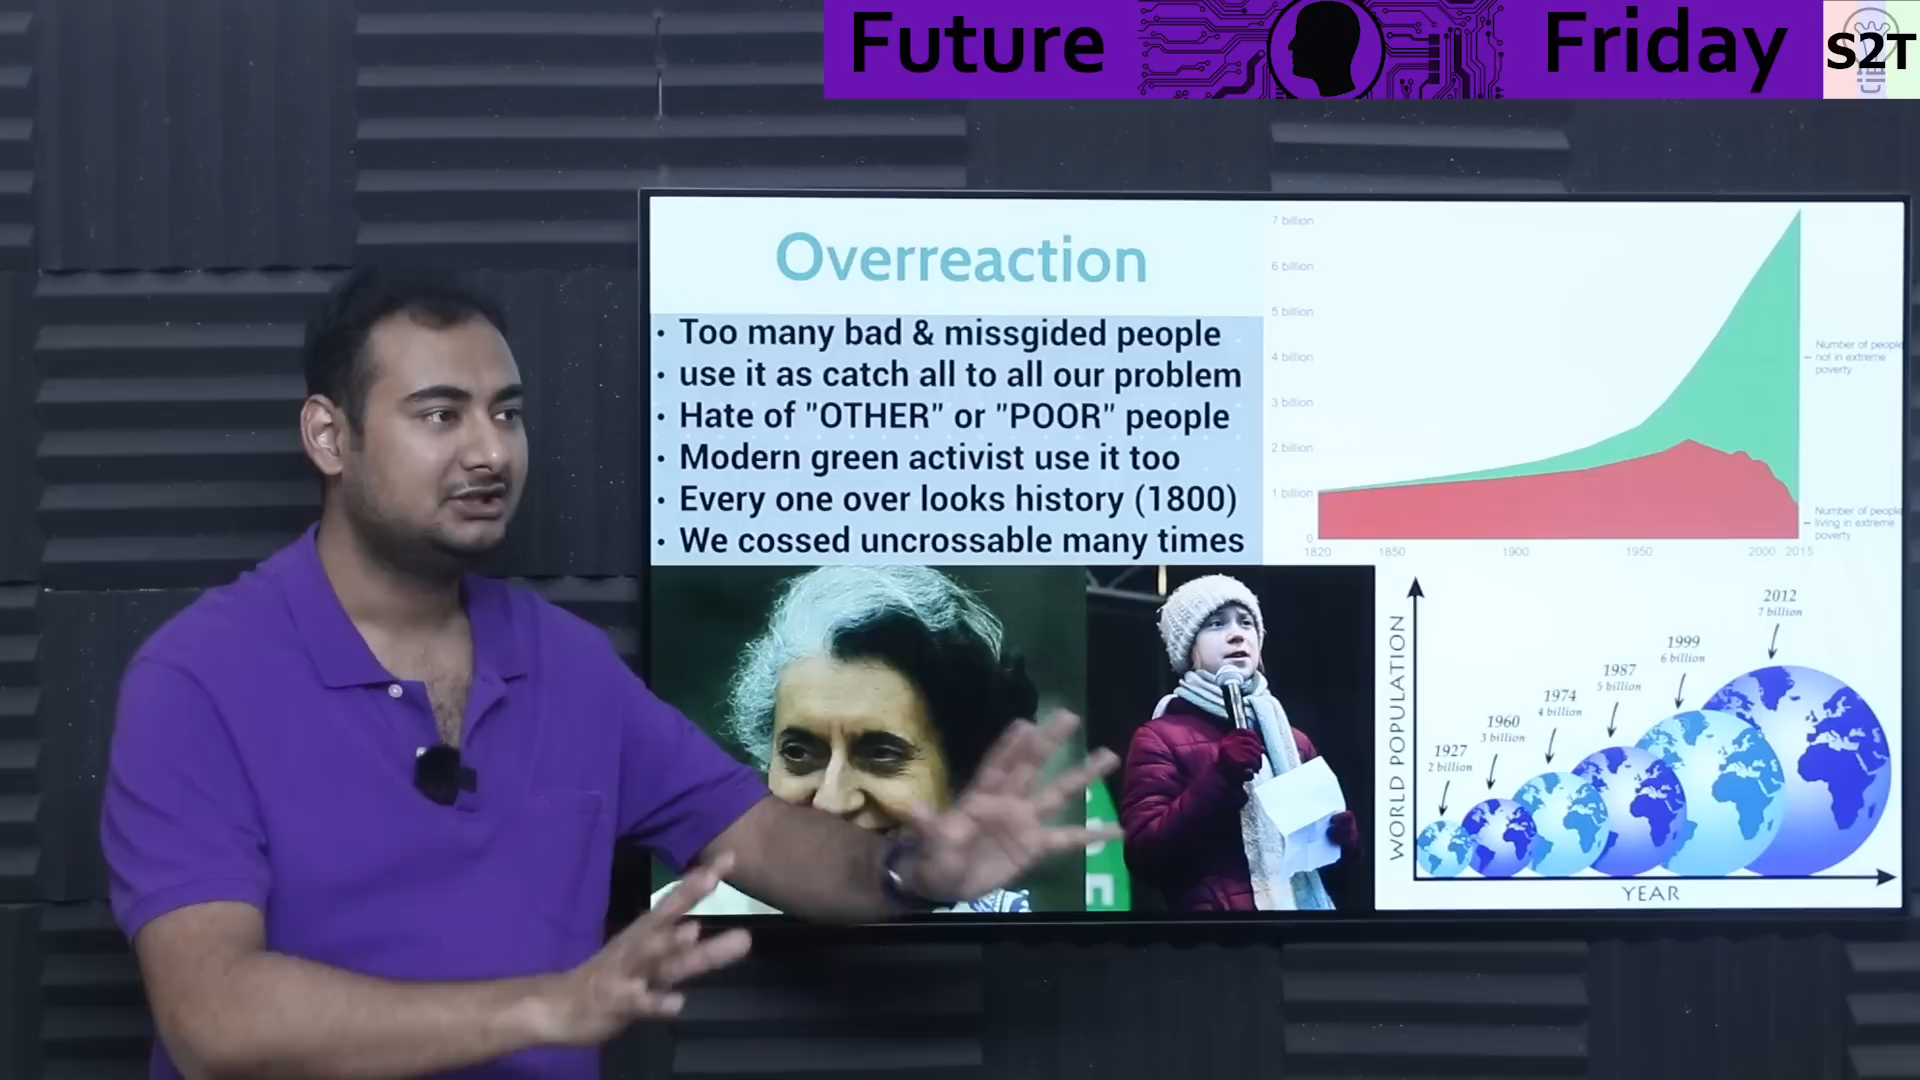 Future Friday S2T
Overreaction
• Too many bad & missgided people
• use it as catch all to all our problem
• Hate of "OTHER" or "POOR" people
• Modern green activist use it too
• Every one over looks history (1800)
• We cossed uncrossable many times
7 billion
6 billion
5 billion
4 billion
3 billion
2 billion
1 billion
0
1820 1850 1900 1950 2000 2015
Number of people
not in extreme
poverty
Number of people
living in extreme
poverty
WORLD POPULATION
1927
2 billion
1960
3 billion
1974
4 billion
1987
5 billion
1999
6 billion
2012
7 billion
YEAR